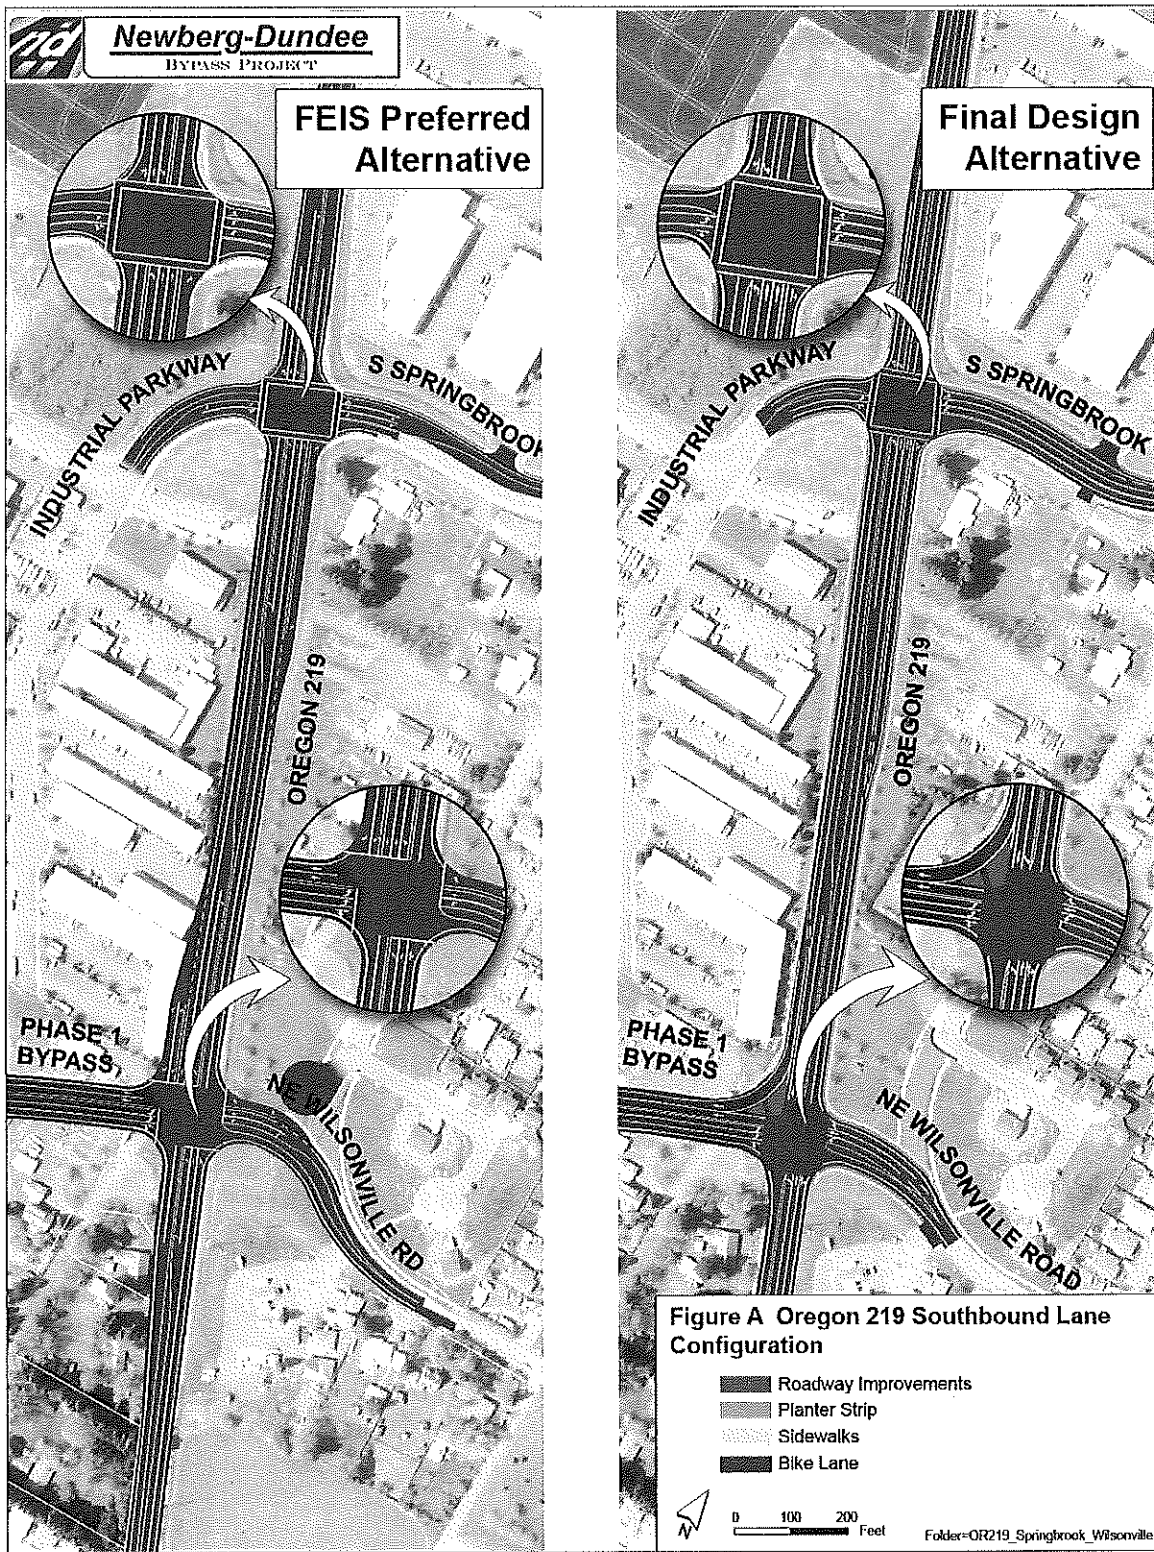 nd
Newberg-Dundee
BYPASS PROJECT
FEIS Preferred
Alternative
INDUSTRIAL PARKWAY
S SPRINGBROOK
OREGON 219
PHASE 1
BYPASS
NE WILSONVILLE RD
Final Design
Alternative
INDUSTRIAL PARKWAY
S SPRINGBROOK
OREGON 219
PHASE 1
BYPASS
NE WILSONVILLE ROAD
Figure A Oregon 219 Southbound Lane
Configuration
Roadway Improvements
Planter Strip
Sidewalks
Bike Lane
N
0 100 200
Feet
Folder=OR219_Springbrook_Wilsonville